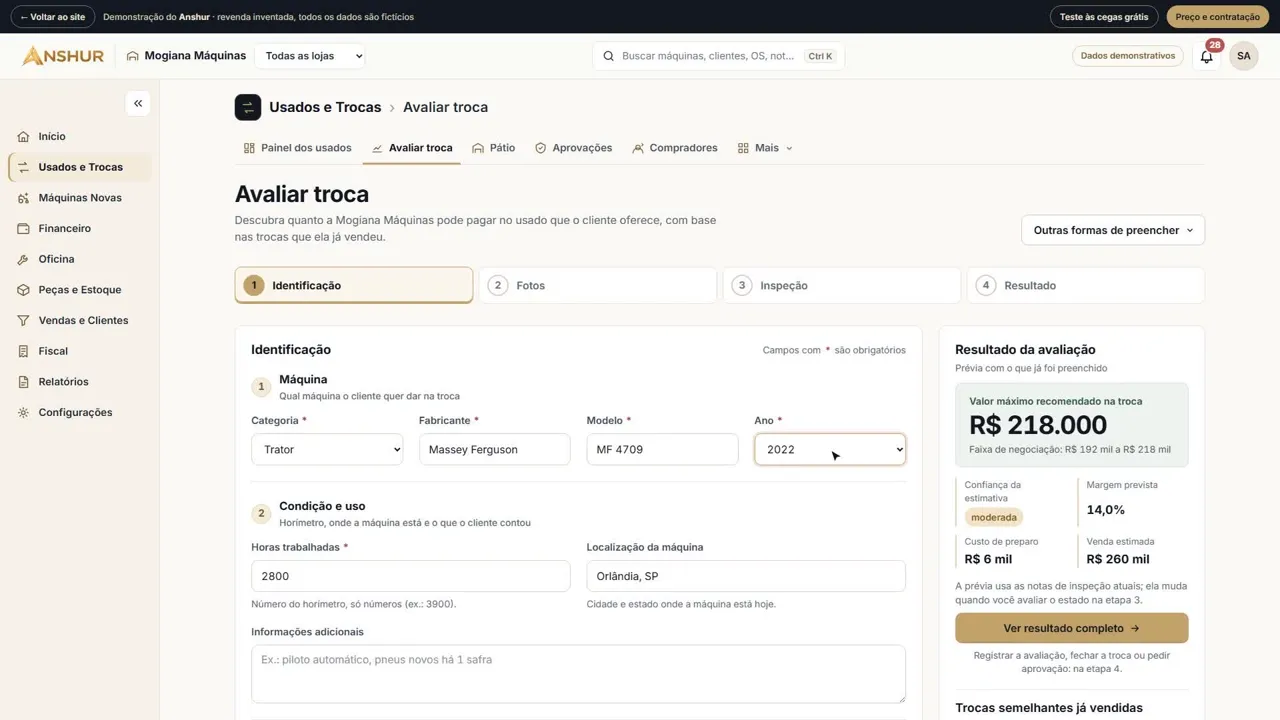 ← Voltar ao site
Demonstração do Anshur · revenda inventada, todos os dados são fictícios
Teste às cegas grátis
Preço e contratação
ANSHUR
Mogiana Máquinas
Todas as lojas
Buscar máquinas, clientes, OS, not...
Ctrl K
Dados demonstrativos
28
SA
«
Início
Usados e Trocas
Máquinas Novas
Financeiro
Oficina
Peças e Estoque
Vendas e Clientes
Fiscal
Relatórios
Configurações
Usados e Trocas › Avaliar troca
Painel dos usados
Avaliar troca
Pátio
Aprovações
Compradores
Mais
Avaliar troca
Descubra quanto a Mogiana Máquinas pode pagar no usado que o cliente oferece, com base
nas trocas que ela já vendeu.
Outras formas de preencher
1 Identificação
2 Fotos
3 Inspeção
4 Resultado
Identificação
Campos com * são obrigatórios
1 Máquina
Qual máquina o cliente quer dar na troca
Categoria *
Fabricante *
Modelo *
Ano *
Trator
Massey Ferguson
MF 4709
2022
2 Condição e uso
Horímetro, onde a máquina está e o que o cliente contou
Horas trabalhadas *
Localização da máquina
2800
Orlândia, SP
Número do horímetro, só números (ex.: 3900).
Cidade e estado onde a máquina está hoje.
Informações adicionais
Ex.: piloto automático, pneus novos há 1 safra
Resultado da avaliação
Prévia com o que já foi preenchido
Valor máximo recomendado na troca
R$ 218.000
Faixa de negociação: R$ 192 mil a R$ 218 mil
Confiança da
estimativa
moderada
Margem prevista
14,0%
Custo de preparo
R$ 6 mil
Venda estimada
R$ 260 mil
A prévia usa as notas de inspeção atuais; ela muda
quando você avaliar o estado na etapa 3.
Ver resultado completo →
Registrar a avaliação, fechar a troca ou pedir
aprovação: na etapa 4.
Trocas semelhantes já vendidas